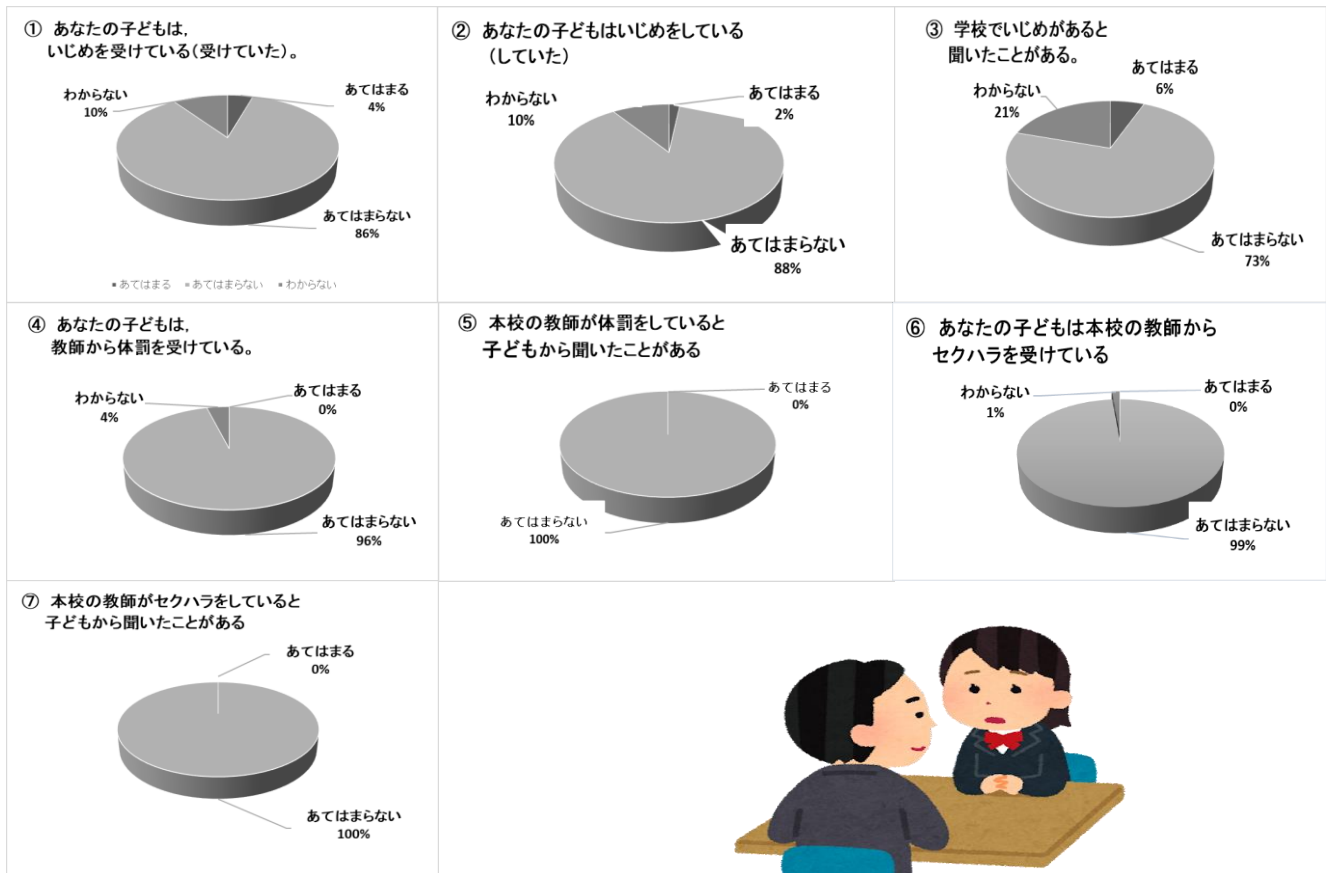 ① あなたの子どもは,
いじめを受けている(受けていた)。
わからない
10%
あてはまる
4%
あてはまらない
86%
■あてはまる ■あてはまらない ■わからない
② あなたの子どもはいじめをしている
(していた)
わからない
10%
あてはまる
2%
あてはまらない
88%
③ 学校でいじめがあると
聞いたことがある。
わからない
21%
あてはまる
6%
あてはまらない
73%
④ あなたの子どもは,
教師から体罰を受けている。
わからない
4%
あてはまる
0%
あてはまらない
96%
⑤ 本校の教師が体罰をしていると
子どもから聞いたことがある
あてはまる
0%
あてはまらない
100%
⑥ あなたの子どもは本校の教師から
セクハラを受けている
わからない
1%
あてはまる
0%
あてはまらない
99%
⑦ 本校の教師がセクハラをしていると
子どもから聞いたことがある
あてはまる
0%
あてはまらない
100%